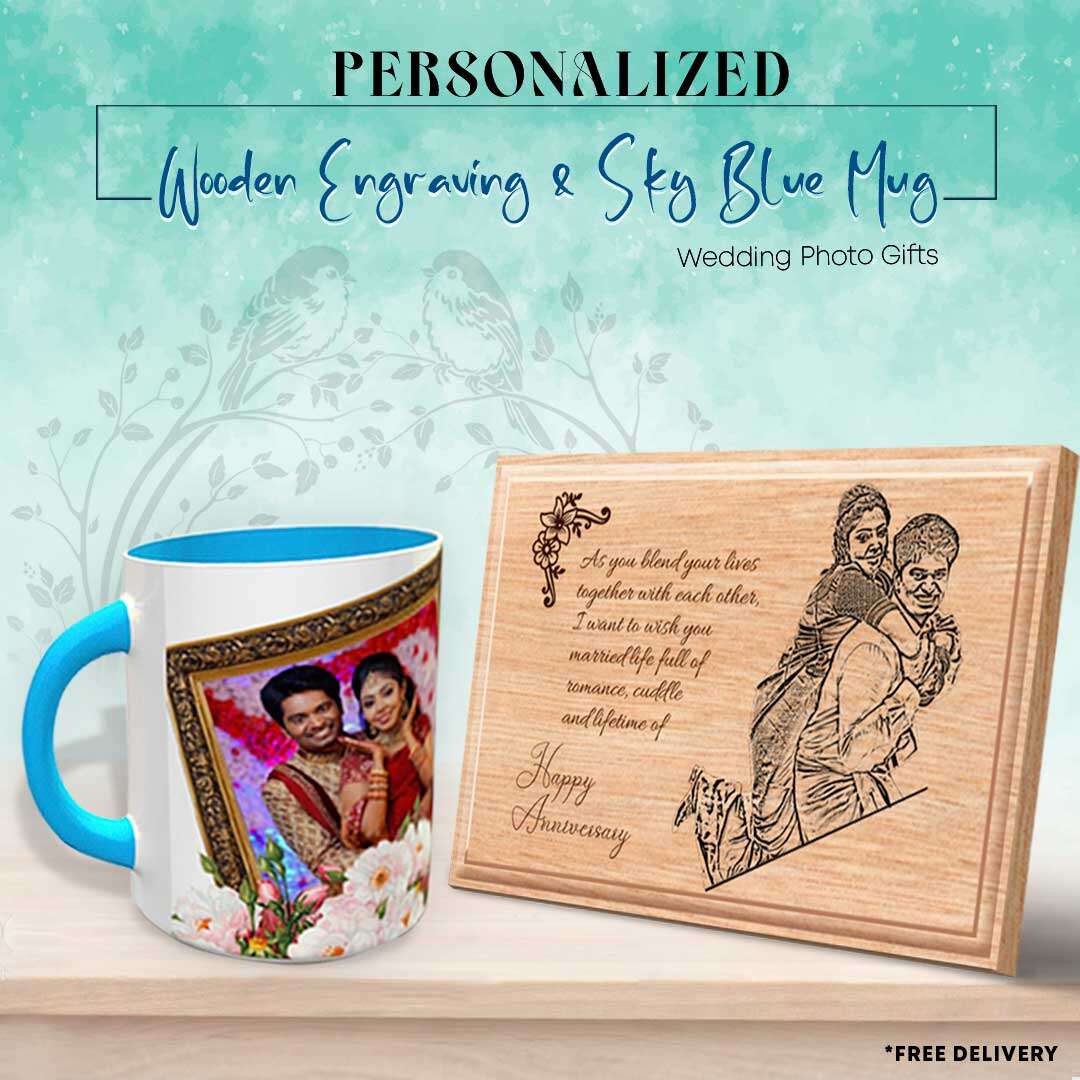 PERSONALIZED
Wooden Engraving & Sky Blue Mug
Wedding Photo Gifts
As you blend your lives
together with each other,
I want to wish you
married life full of
romance, cuddle
and lifetime of
Happy
Anniversary
*FREE DELIVERY